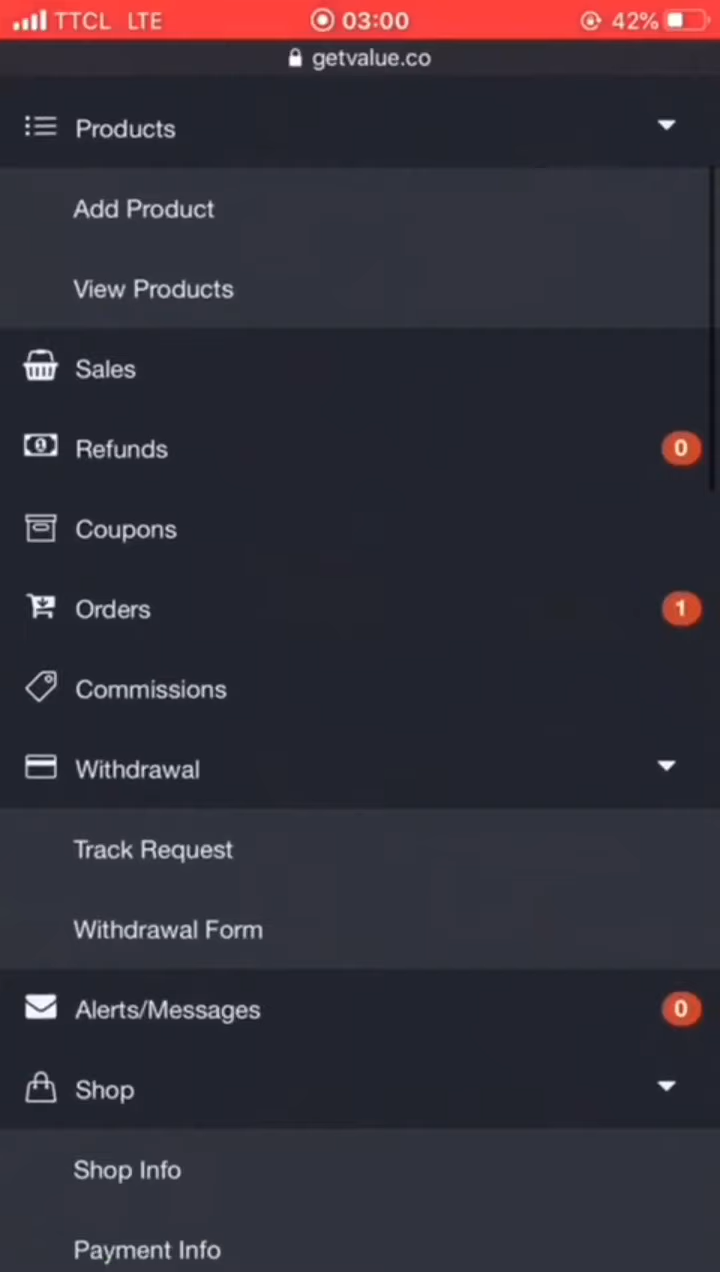 TTCL LTE 03:00 42%
getvalue.co
Products
Add Product
View Products
Sales
Refunds 0
Coupons
Orders 1
Commissions
Withdrawal
Track Request
Withdrawal Form
Alerts/Messages 0
Shop
Shop Info
Payment Info